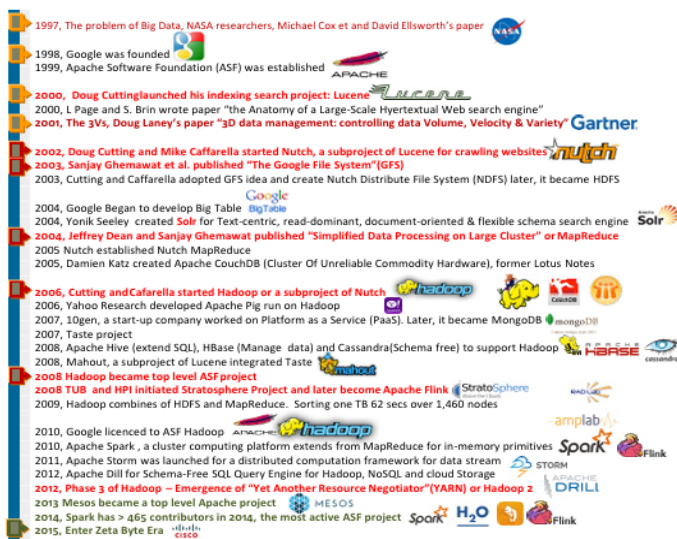 1997, The problem of Big Data, NASA researchers, Michael Cox et and David Ellsworth's paper NASA
1998, Google was founded
1999, Apache Software Foundation (ASF) was established APACHE
2000, Doug Cuttinglaunched his indexing search project: Lucene Lucene
2000, L Page and S. Brin wrote paper "the Anatomy of a Large-Scale Hyertextual Web search engine"
2001, The 3Vs, Doug Laney's paper "3D data management: controlling data Volume, Velocity & Variety" Gartner
2002, Doug Cutting and Mike Caffarella started Nutch, a subproject of Lucene for crawling websites nutch
2003, Sanjay Ghemawat et al. published "The Google File System"(GFS)
2003, Cutting and Caffarella adopted GFS idea and create Nutch Distribute File System (NDFS) later, it became HDFS
2004, Google Began to develop Big Table Google BigTable
2004, Yonik Seeley created Solr for Text-centric, read-dominant, document-oriented & flexible schema search engine Solr
2004, Jeffrey Dean and Sanjay Ghemawat published "Simplified Data Processing on Large Cluster" or MapReduce
2005 Nutch established Nutch MapReduce
2005, Damien Katz created Apache CouchDB (Cluster Of Unreliable Commodity Hardware), former Lotus Notes
2006, Cutting and Cafarella started Hadoop or a subproject of Nutch hadoop CouchDB
2006, Yahoo Research developed Apache Pig run on Hadoop
2007, 10gen, a start-up company worked on Platform as a Service (PaaS). Later, it became MongoDB mongoDB
2007, Taste project
2008, Apache Hive (extend SQL), HBase (Manage data) and Cassandra(Schema free) to support Hadoop APACHE HBASE cassandra
2008, Mahout, a subproject of Lucene integrated Taste mahout
2008 Hadoop became top level ASF project
2008 TUB and HPI initiated Stratosphere Project and later become Apache Flink StratoSphere RADLAB
2009, Hadoop combines of HDFS and MapReduce. Sorting one TB 62 secs over 1,460 nodes
amplab
2010, Google licenced to ASF Hadoop APACHE hadoop
2010, Apache Spark , a cluster computing platform extends from MapReduce for in-memory primitives Spark Flink
2011, Apache Storm was launched for a distributed computation framework for data stream STORM
2012, Apache Dill for Schema-Free SQL Query Engine for Hadoop, NoSQL and cloud Storage APACHE DRILL
2012, Phase 3 of Hadoop – Emergence of "Yet Another Resource Negotiator"(YARN) or Hadoop 2
2013 Mesos became a top level Apache project MESOS
2014, Spark has > 465 contributors in 2014, the most active ASF project Spark H2O Flink
2015, Enter Zeta Byte Era CISCO